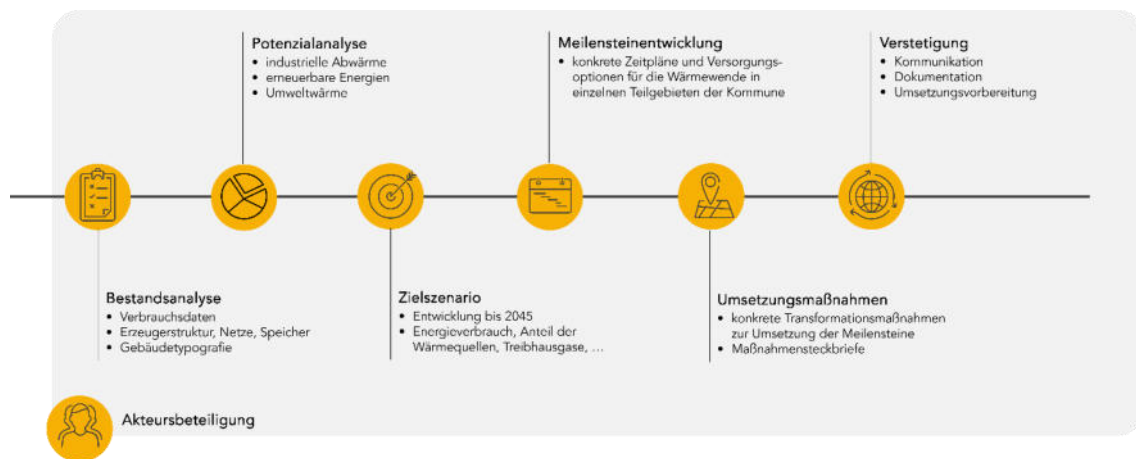 Potenzialanalyse
• industrielle Abwärme
• erneuerbare Energien
• Umweltwärme
Meilensteinentwicklung
• konkrete Zeitpläne und Versorgungs-
optionen für die Wärmewende in
einzelnen Teilgebieten der Kommune
Verstetigung
• Kommunikation
• Dokumentation
• Umsetzungsvorbereitung
Bestandsanalyse
• Verbrauchsdaten
• Erzeugerstruktur, Netze, Speicher
• Gebäudetypografie
Zielszenario
• Entwicklung bis 2045
• Energieverbrauch, Anteil der
Wärmequellen, Treibhausgase, …
Umsetzungsmaßnahmen
• konkrete Transformationsmaßnahmen
zur Umsetzung der Meilensteine
• Maßnahmensteckbriefe
Akteursbeteiligung